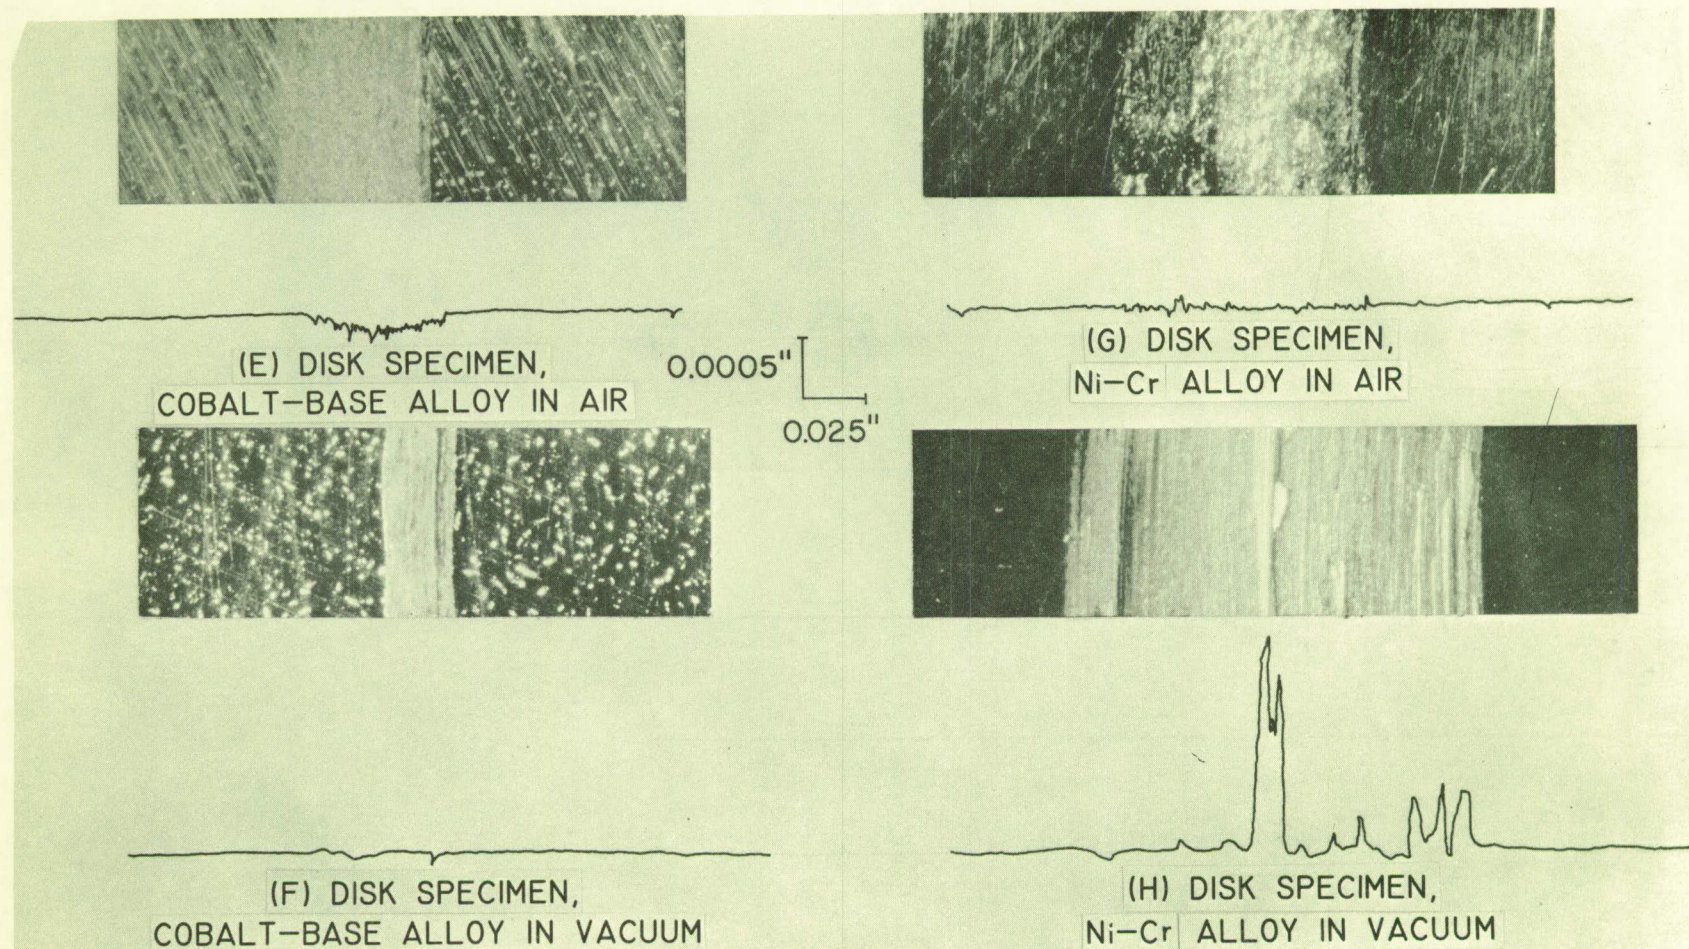 (E) DISK SPECIMEN,
COBALT-BASE ALLOY IN AIR
0.0005"
0.025"
(G) DISK SPECIMEN,
Ni-Cr ALLOY IN AIR
(F) DISK SPECIMEN,
COBALT-BASE ALLOY IN VACUUM
(H) DISK SPECIMEN,
Ni-Cr ALLOY IN VACUUM